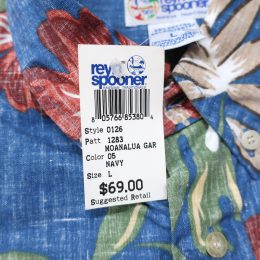 L
reyn
spooner
8 05766 85380 4
Style 0126
Patt 1283
MOANALUA GAR
Color 05
NAVY
Size L
$69.00
Suggested Retail